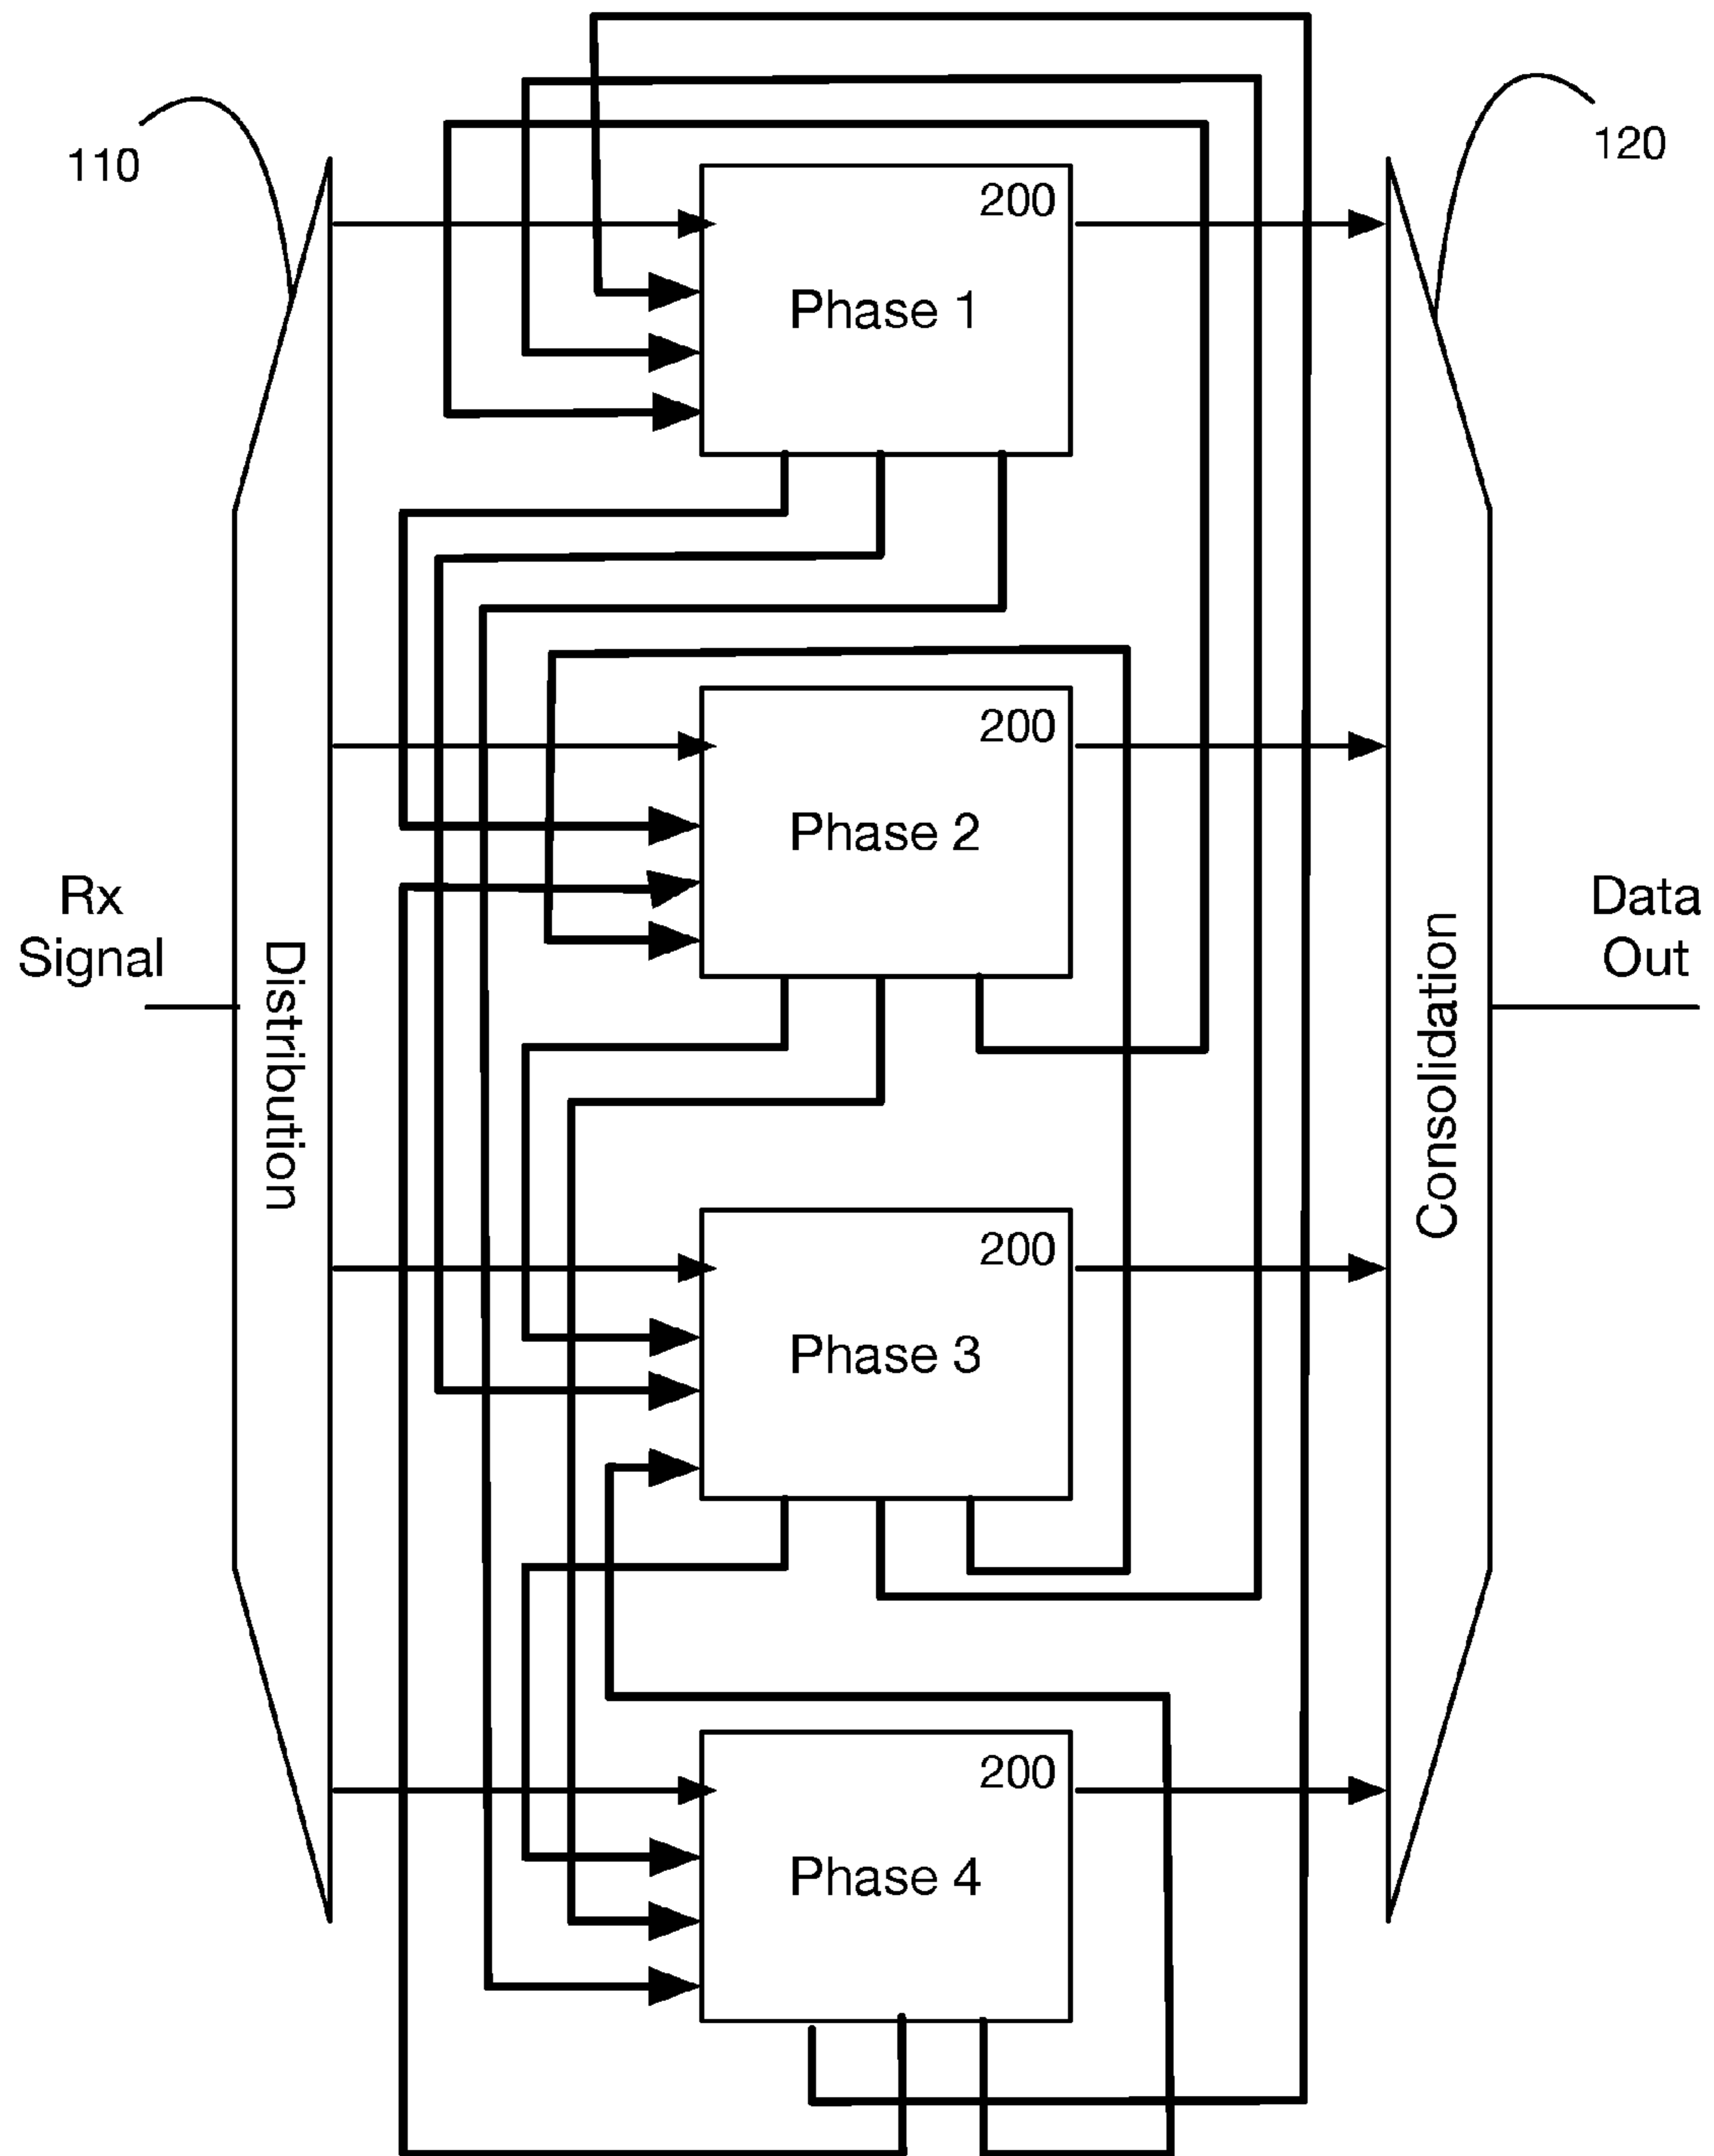 110
120
200
Phase 1
200
Phase 2
Rx
Signal
Distribution
Consolidation
Data
Out
200
Phase 3
200
Phase 4